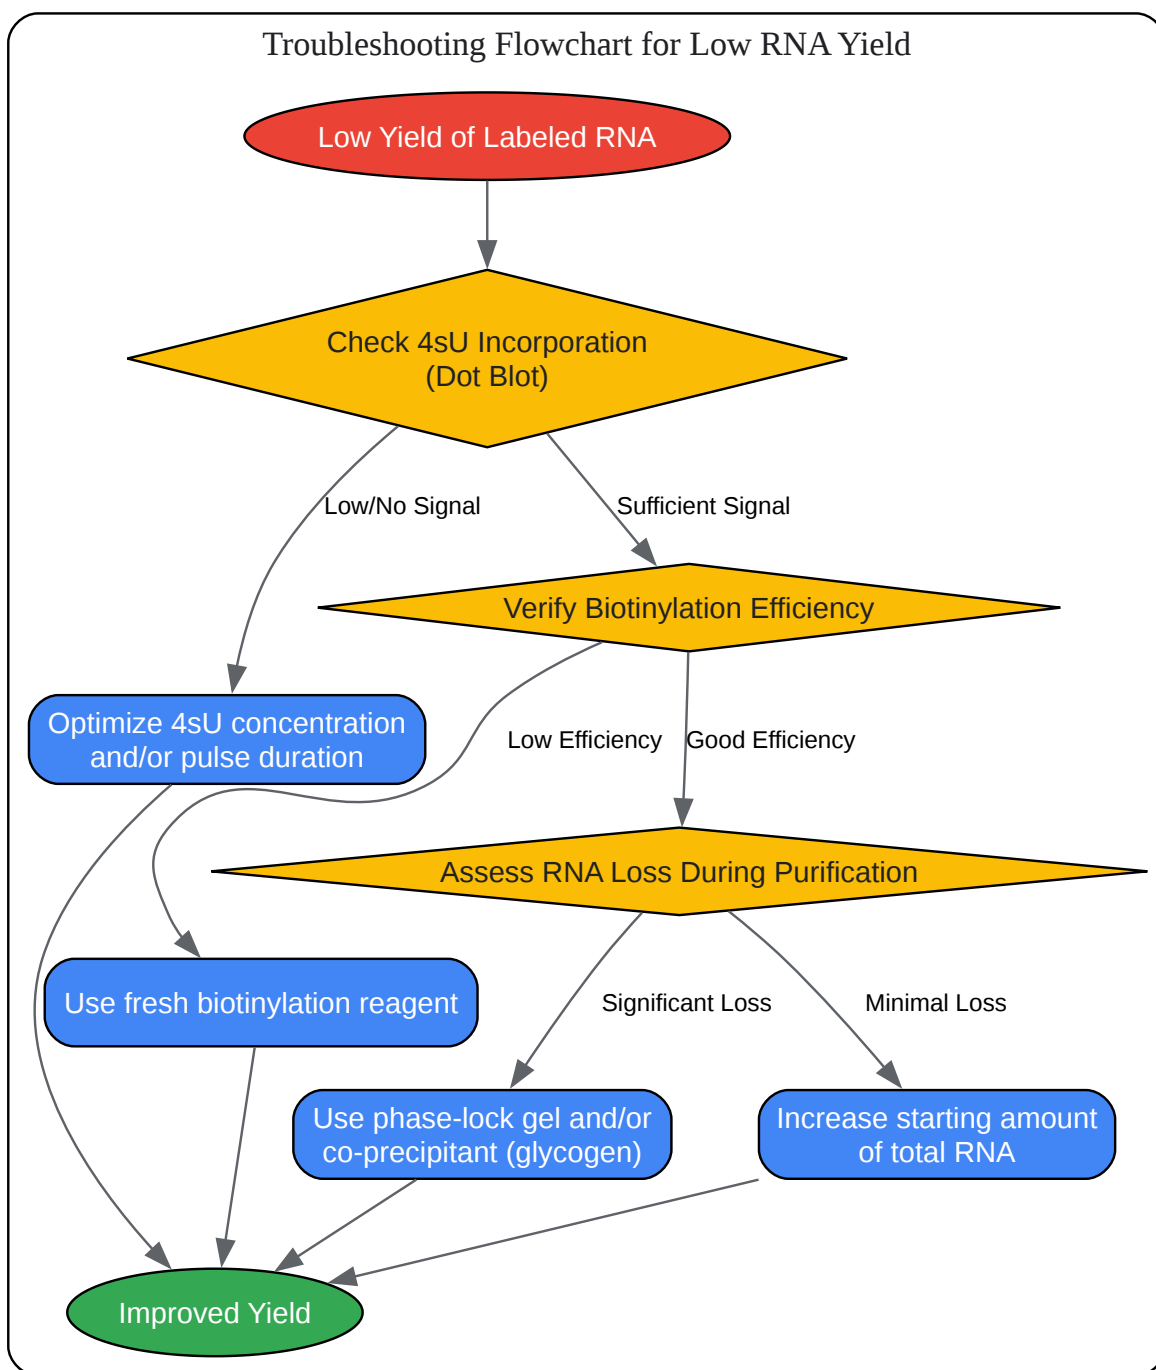 Troubleshooting Flowchart for Low RNA Yield
Low Yield of Labeled RNA
Check 4sU Incorporation
(Dot Blot)
Low/No Signal
Sufficient Signal
Verify Biotinylation Efficiency
Optimize 4sU concentration
and/or pulse duration
Low Efficiency
Good Efficiency
Assess RNA Loss During Purification
Use fresh biotinylation reagent
Significant Loss
Minimal Loss
Use phase-lock gel and/or
co-precipitant (glycogen)
Increase starting amount
of total RNA
Improved Yield